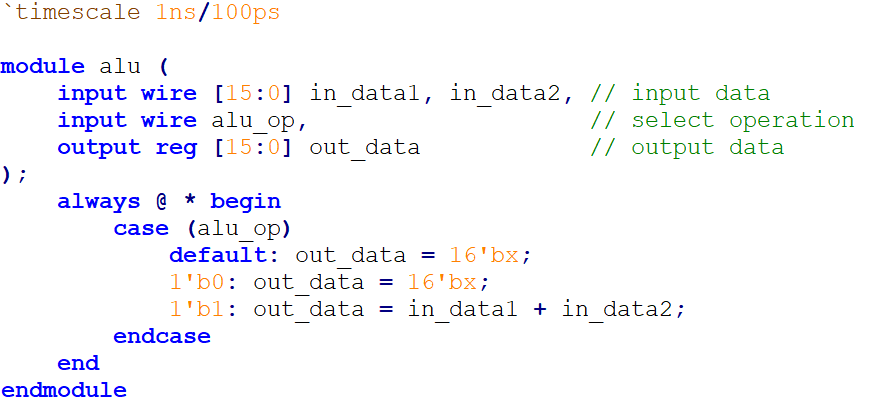 `timescale 1ns/100ps

module alu (
    input wire [15:0] in_data1, in_data2, // input data
    input wire alu_op,                    // select operation
    output reg [15:0] out_data            // output data
);
    always @ * begin
        case (alu_op)
            default: out_data = 16'bx;
            1'b0: out_data = 16'bx;
            1'b1: out_data = in_data1 + in_data2;
        endcase
    end
endmodule